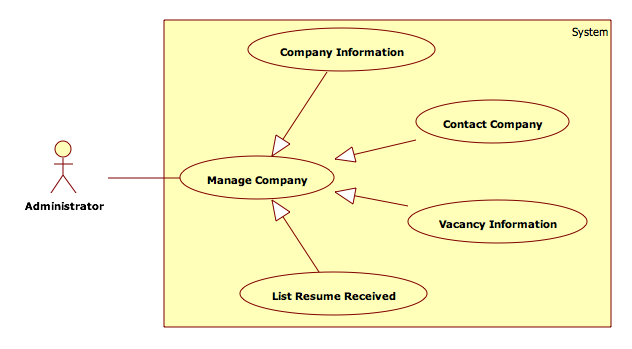 System
Company Information
Contact Company
Manage Company
Administrator
Vacancy Information
List Resume Received